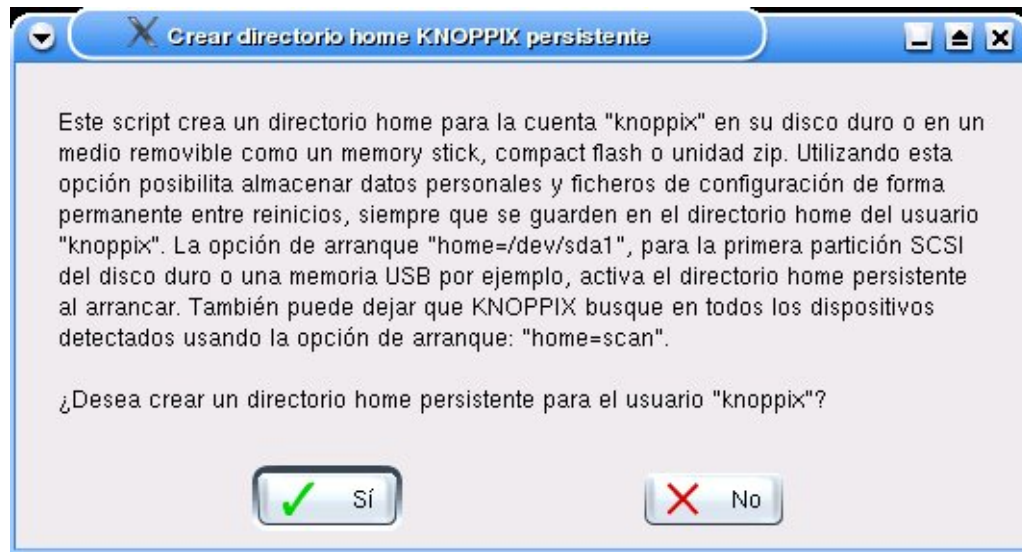 Crear directorio home KNOPPIX persistente
Este script crea un directorio home para la cuenta "knoppix" en su disco duro o en un
medio removible como un memory stick, compact flash o unidad zip. Utilizando esta
opción posibilita almacenar datos personales y ficheros de configuración de forma
permanente entre reinicios, siempre que se guarden en el directorio home del usuario
"knoppix". La opción de arranque "home=/dev/sda1", para la primera partición SCSI
del disco duro o una memoria USB por ejemplo, activa el directorio home persistente
al arrancar. También puede dejar que KNOPPIX busque en todos los dispositivos
detectados usando la opción de arranque: "home=scan".
¿Desea crear un directorio home persistente para el usuario "knoppix"?
Sí
No